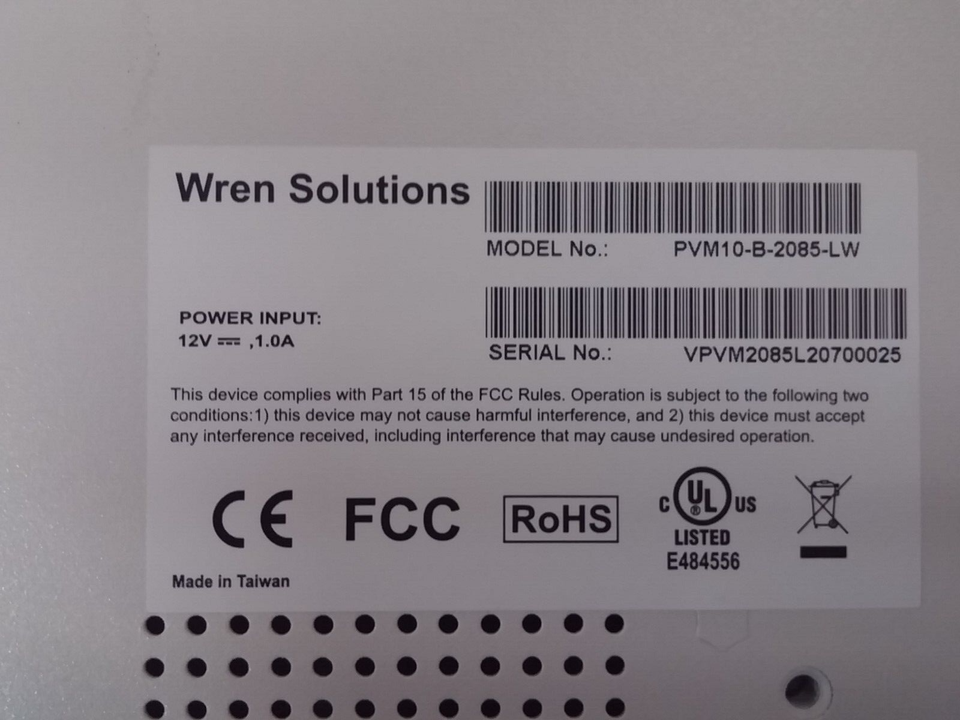 Wren Solutions
MODEL No.: PVM10-B-2085-LW
POWER INPUT:
12V ⎓ ,1.0A
SERIAL No.: VPVM2085L20700025
This device complies with Part 15 of the FCC Rules. Operation is subject to the following two
conditions:1) this device may not cause harmful interference, and 2) this device must accept
any interference received, including interference that may cause undesired operation.
CE FCC RoHS C UL ® US
LISTED
E484556
Made in Taiwan